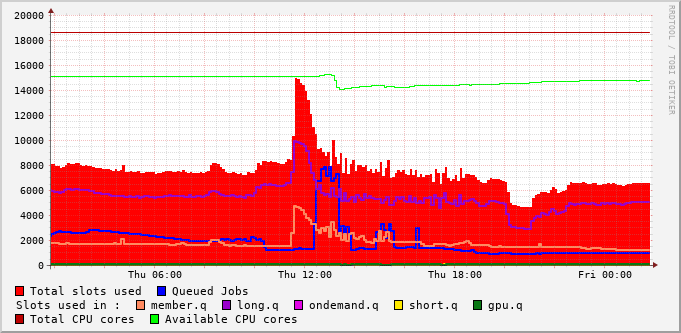 20000
18000
16000
14000
12000
10000
8000
6000
4000
2000
0
Thu 06:00 Thu 12:00 Thu 18:00 Fri 00:00
Total slots used Queued Jobs
Slots used in : member.q long.q ondemand.q short.q gpu.q
Total CPU cores Available CPU cores
RRDTOOL / TOBI OETIKER